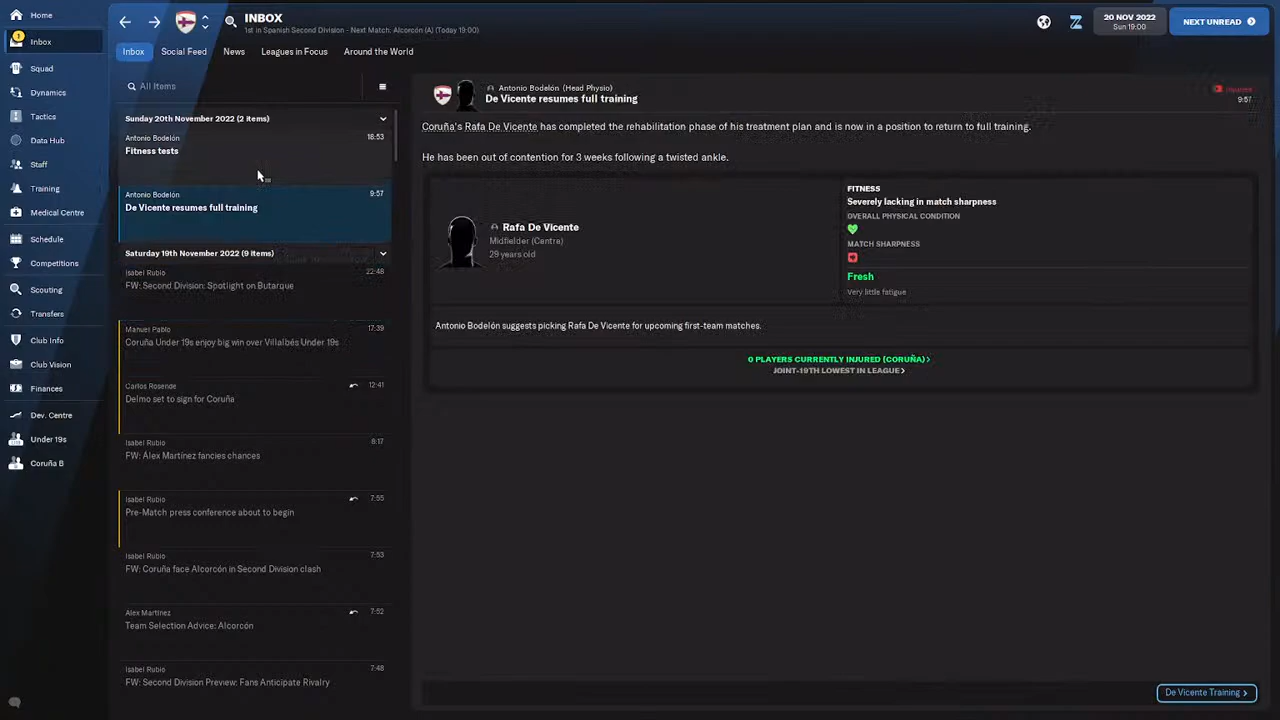 Home
INBOX
1st in Spanish Second Division - Next Match: Alcorcón (A) (Today 19:00)
20 NOV 2022
Sun 19:00
NEXT UNREAD
1
Inbox
Squad
Dynamics
Tactics
Data Hub
Staff
Training
Medical Centre
Schedule
Competitions
Scouting
Transfers
Club Info
Club Vision
Finances
Dev. Centre
Under 19s
Coruña B
Inbox
Social Feed
News
Leagues in Focus
Around the World
All Items
Sunday 20th November 2022 (2 items)
Antonio Bodelón
18:53
Fitness tests
Antonio Bodelón
9:57
De Vicente resumes full training
Saturday 19th November 2022 (9 items)
Isabel Rubio
22:48
FW: Second Division: Spotlight on Butarque
Manuel Pablo
17:39
Coruña Under 19s enjoy big win over Villalbés Under 19s
Carlos Rosende
12:41
Delmo set to sign for Coruña
Isabel Rubio
8:17
FW: Álex Martínez fancies chances
Isabel Rubio
7:55
Pre-Match press conference about to begin
Isabel Rubio
7:53
FW: Coruña face Alcorcón in Second Division clash
Alex Martínez
7:52
Team Selection Advice: Alcorcón
Isabel Rubio
7:48
FW: Second Division Preview: Fans Anticipate Rivalry
Antonio Bodelón (Head Physio)
De Vicente resumes full training
Injuries
9:57
Coruña's Rafa De Vicente has completed the rehabilitation phase of his treatment plan and is now in a position to return to full training.
He has been out of contention for 3 weeks following a twisted ankle.
Rafa De Vicente
Midfielder (Centre)
29 years old
FITNESS
Severely lacking in match sharpness
OVERALL PHYSICAL CONDITION
MATCH SHARPNESS
Fresh
Very little fatigue
Antonio Bodelón suggests picking Rafa De Vicente for upcoming first-team matches.
0 PLAYERS CURRENTLY INJURED (CORUÑA)
JOINT-19TH LOWEST IN LEAGUE
De Vicente Training